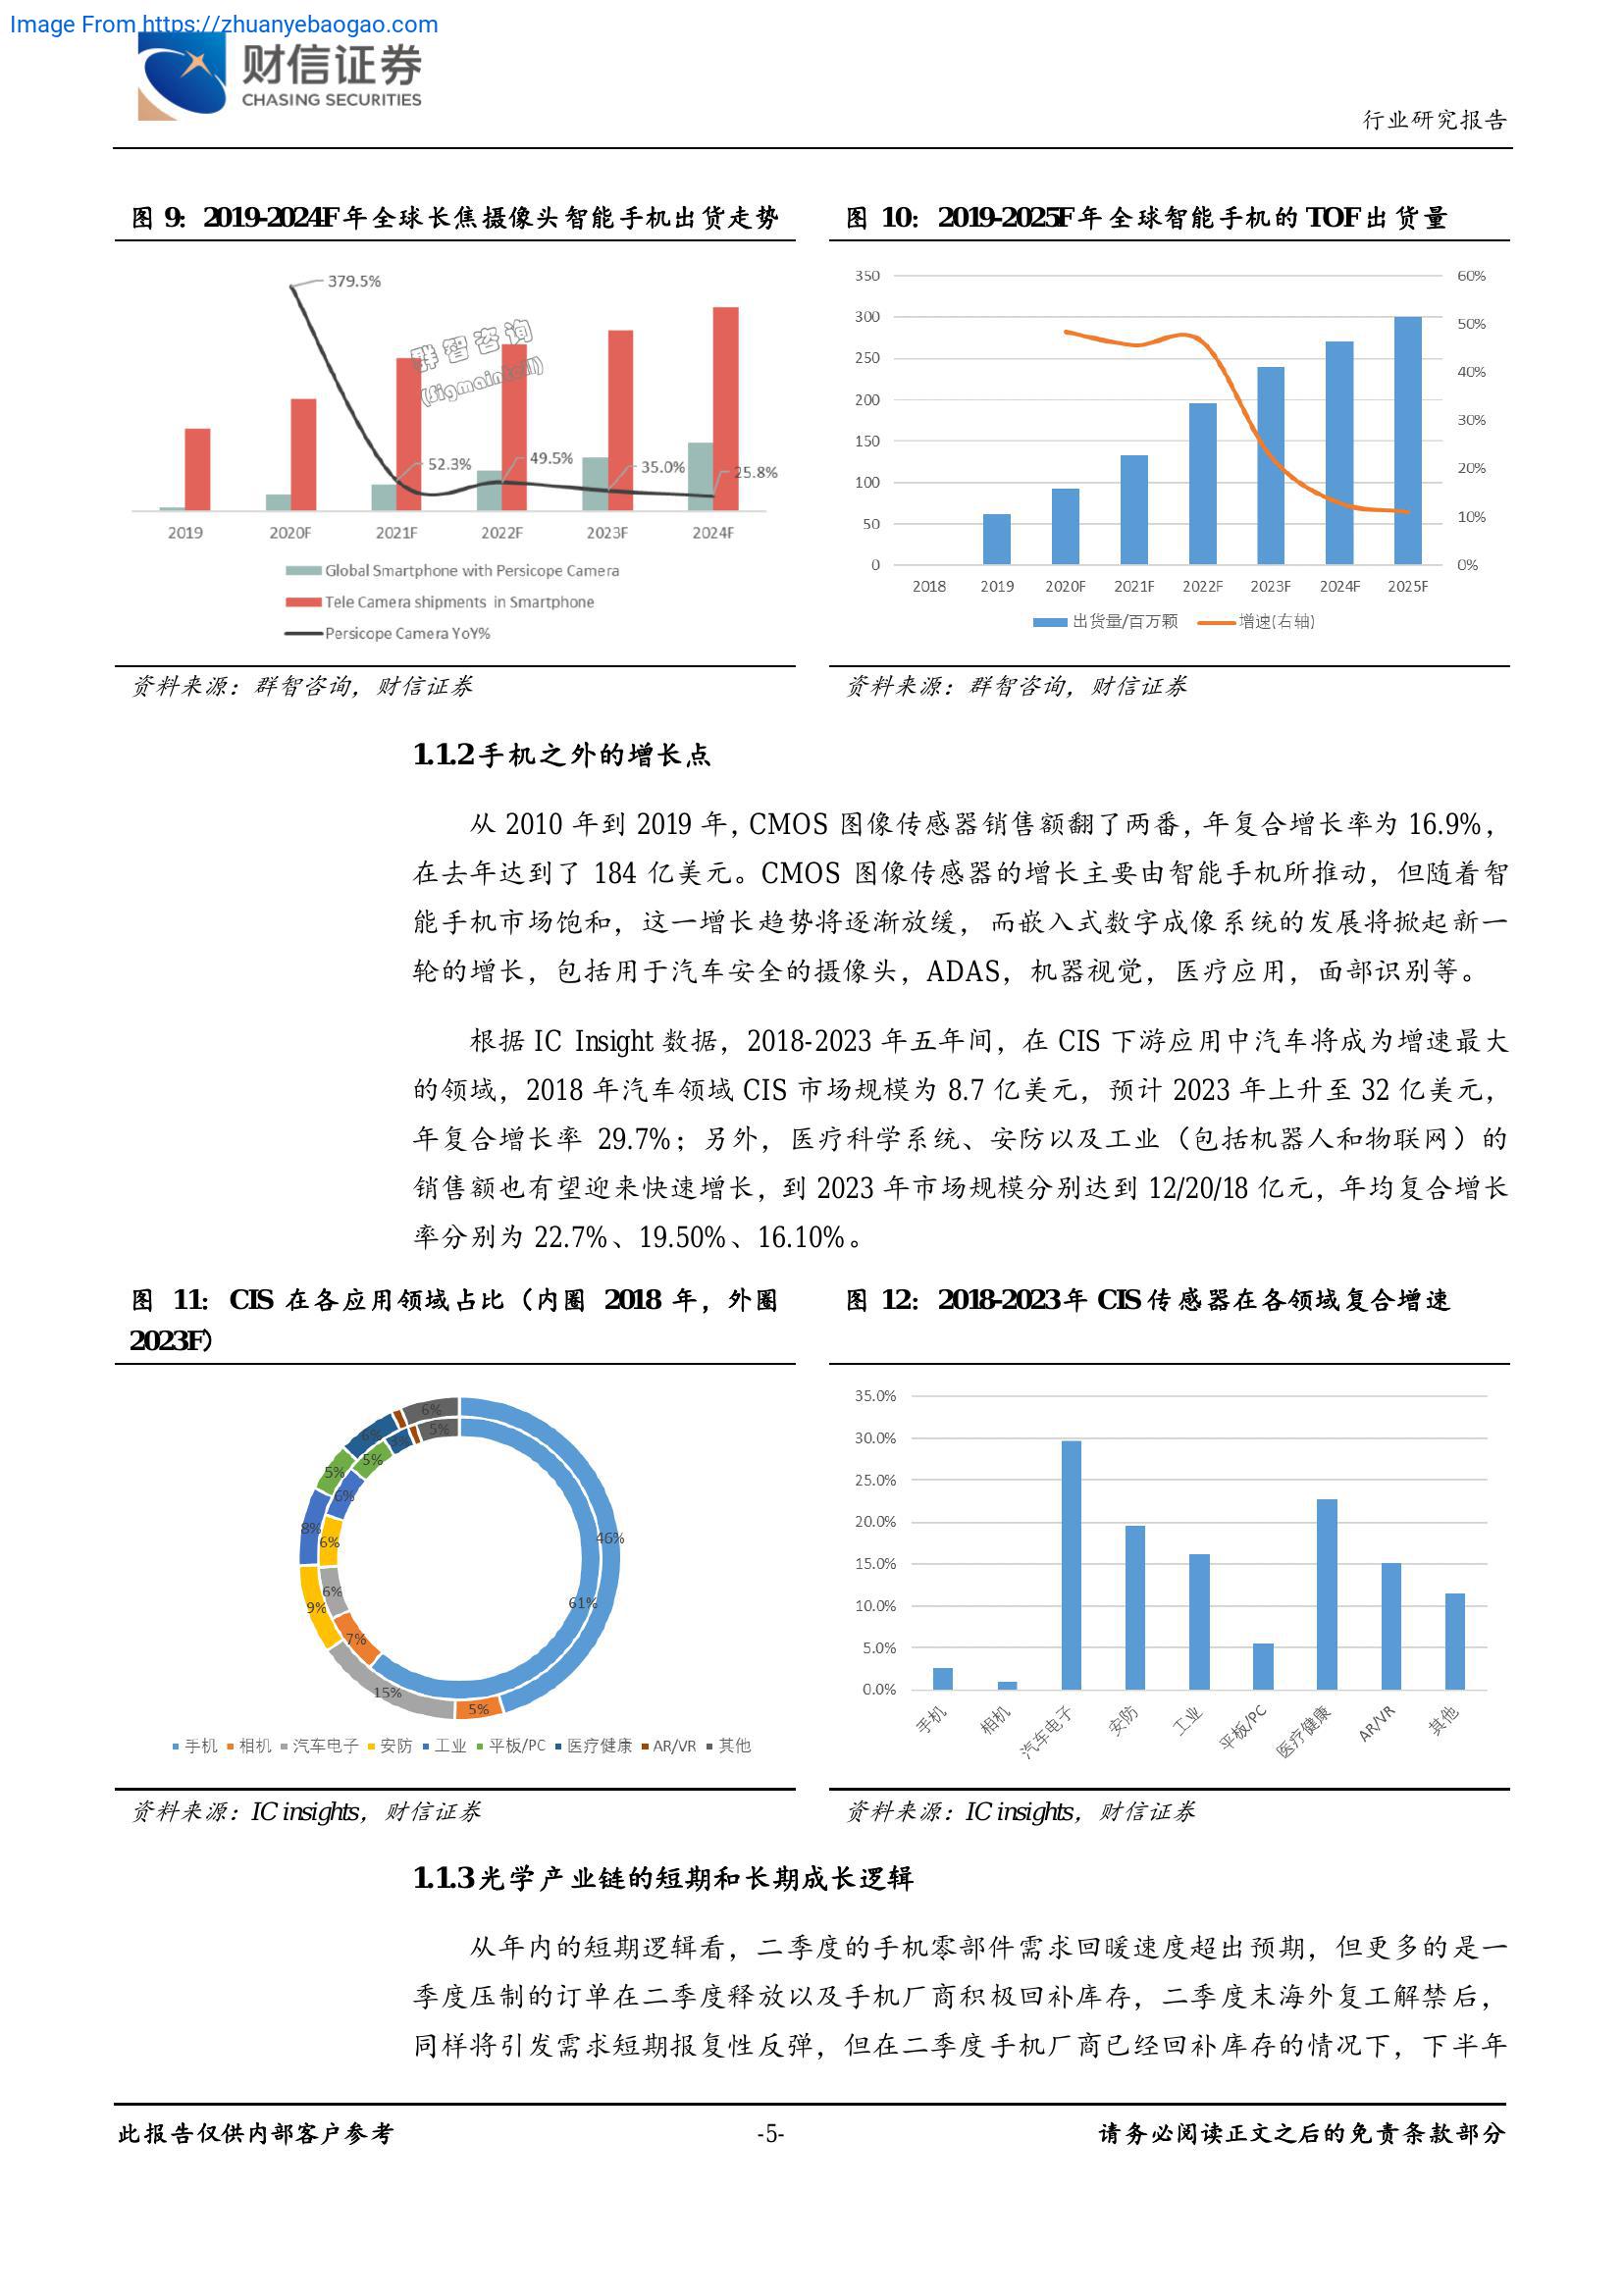 Image From https://zhuanyebaogao.com
财信证券
CHASING SECURITIES
行业研究报告
图 9：2019-2024F年全球长焦摄像头智能手机出货走势
379.5%
群智咨询
(Sigmaintell)
52.3%
49.5%
35.0%
25.8%
2019 2020F 2021F 2022F 2023F 2024F
Global Smartphone with Persicope Camera
Tele Camera shipments in Smartphone
Persicope Camera YoY%
资料来源：群智咨询，财信证券
图 10：2019-2025F年全球智能手机的 TOF 出货量
350 60%
300 50%
250 40%
200 30%
150 20%
100 10%
50 0%
0
2018 2019 2020F 2021F 2022F 2023F 2024F 2025F
出货量/百万颗 增速(右轴)
资料来源：群智咨询，财信证券
1.1.2手机之外的增长点
从 2010 年到 2019 年，CMOS 图像传感器销售额翻了两番，年复合增长率为 16.9%，
在去年达到了 184 亿美元。CMOS 图像传感器的增长主要由智能手机所推动，但随着智
能手机市场饱和，这一增长趋势将逐渐放缓，而嵌入式数字成像系统的发展将掀起新一
轮的增长，包括用于汽车安全的摄像头，ADAS，机器视觉，医疗应用，面部识别等。
根据 IC Insight 数据，2018-2023 年五年间，在 CIS 下游应用中汽车将成为增速最大
的领域，2018 年汽车领域 CIS 市场规模为 8.7 亿美元，预计 2023 年上升至 32 亿美元，
年复合增长率 29.7%；另外，医疗科学系统、安防以及工业（包括机器人和物联网）的
销售额也有望迎来快速增长，到 2023 年市场规模分别达到 12/20/18 亿元，年均复合增长
率分别为 22.7%、19.50%、16.10%。
图 11：CIS 在各应用领域占比（内圈 2018 年，外圈
2023F）
6%
5%
6%
5%
5%
6%
8%
6%
6%
9%
7%
15%
5%
46%
61%
手机 相机 汽车电子 安防 工业 平板/PC 医疗健康 AR/VR 其他
资料来源：IC insights，财信证券
图 12：2018-2023年 CIS 传感器在各领域复合增速
35.0%
30.0%
25.0%
20.0%
15.0%
10.0%
5.0%
0.0%
手机 相机 汽车电子 安防 工业 平板/PC 医疗健康 AR/VR 其他
资料来源：IC insights，财信证券
1.1.3光学产业链的短期和长期成长逻辑
从年内的短期逻辑看，二季度的手机零部件需求回暖速度超出预期，但更多的是一
季度压制的订单在二季度释放以及手机厂商积极回补库存，二季度末海外复工解禁后，
同样将引发需求短期报复性反弹，但在二季度手机厂商已经回补库存的情况下，下半年
此报告仅供内部客户参考
-5-
请务必阅读正文之后的免责条款部分